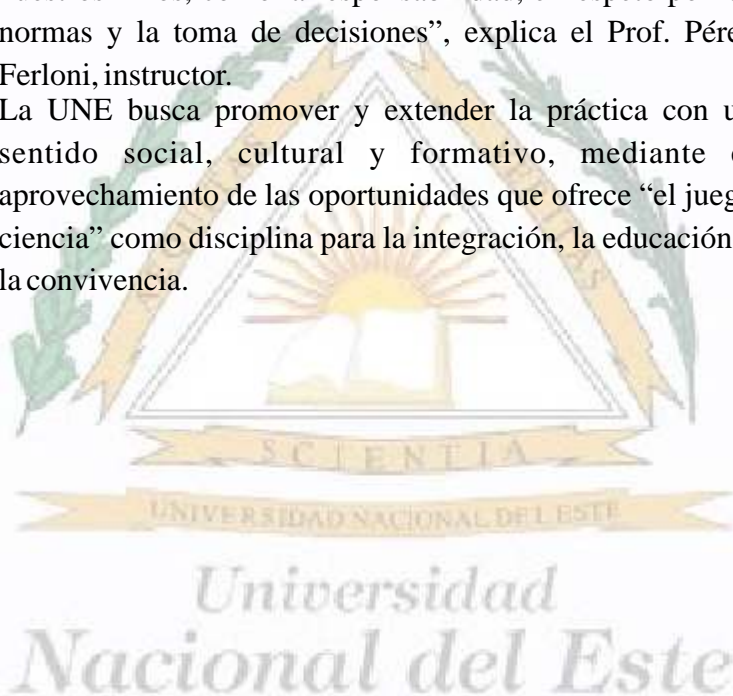 normas y la toma de decisiones”, explica el Prof. Pére
Ferloni, instructor.
La UNE busca promover y extender la práctica con u
sentido social, cultural y formativo, mediante e
aprovechamiento de las oportunidades que ofrece “el jueg
ciencia” como disciplina para la integración, la educación
la convivencia.
SCIENTIA
UNIVERSIDAD NACIONAL DEL ESTE
Universidad
Nacional del Este